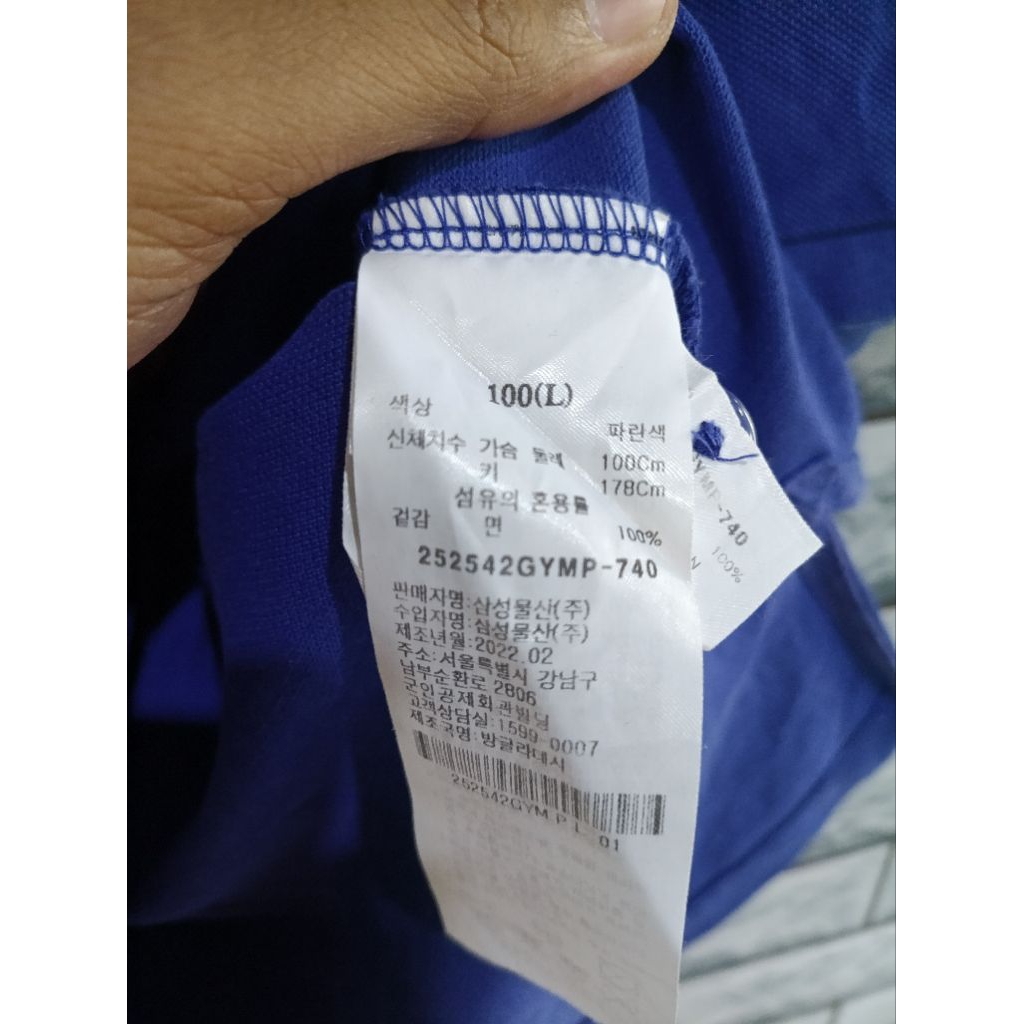 100(L)
색상 파란색
신체치수 가슴 둘레 100Cm
키 178Cm
섬유의 혼용률
겉감 면 100%
252542GYMP-740
판매자명:삼성물산(주)
수입자명:삼성물산(주)
제조년월:2022.02
주소:서울특별시 강남구
남부순환로 2806
군인공제회관빌딩
고객상담실:1599-0007
제조국명:방글라데시
252542GYM P L 01
GYMP-740
100%